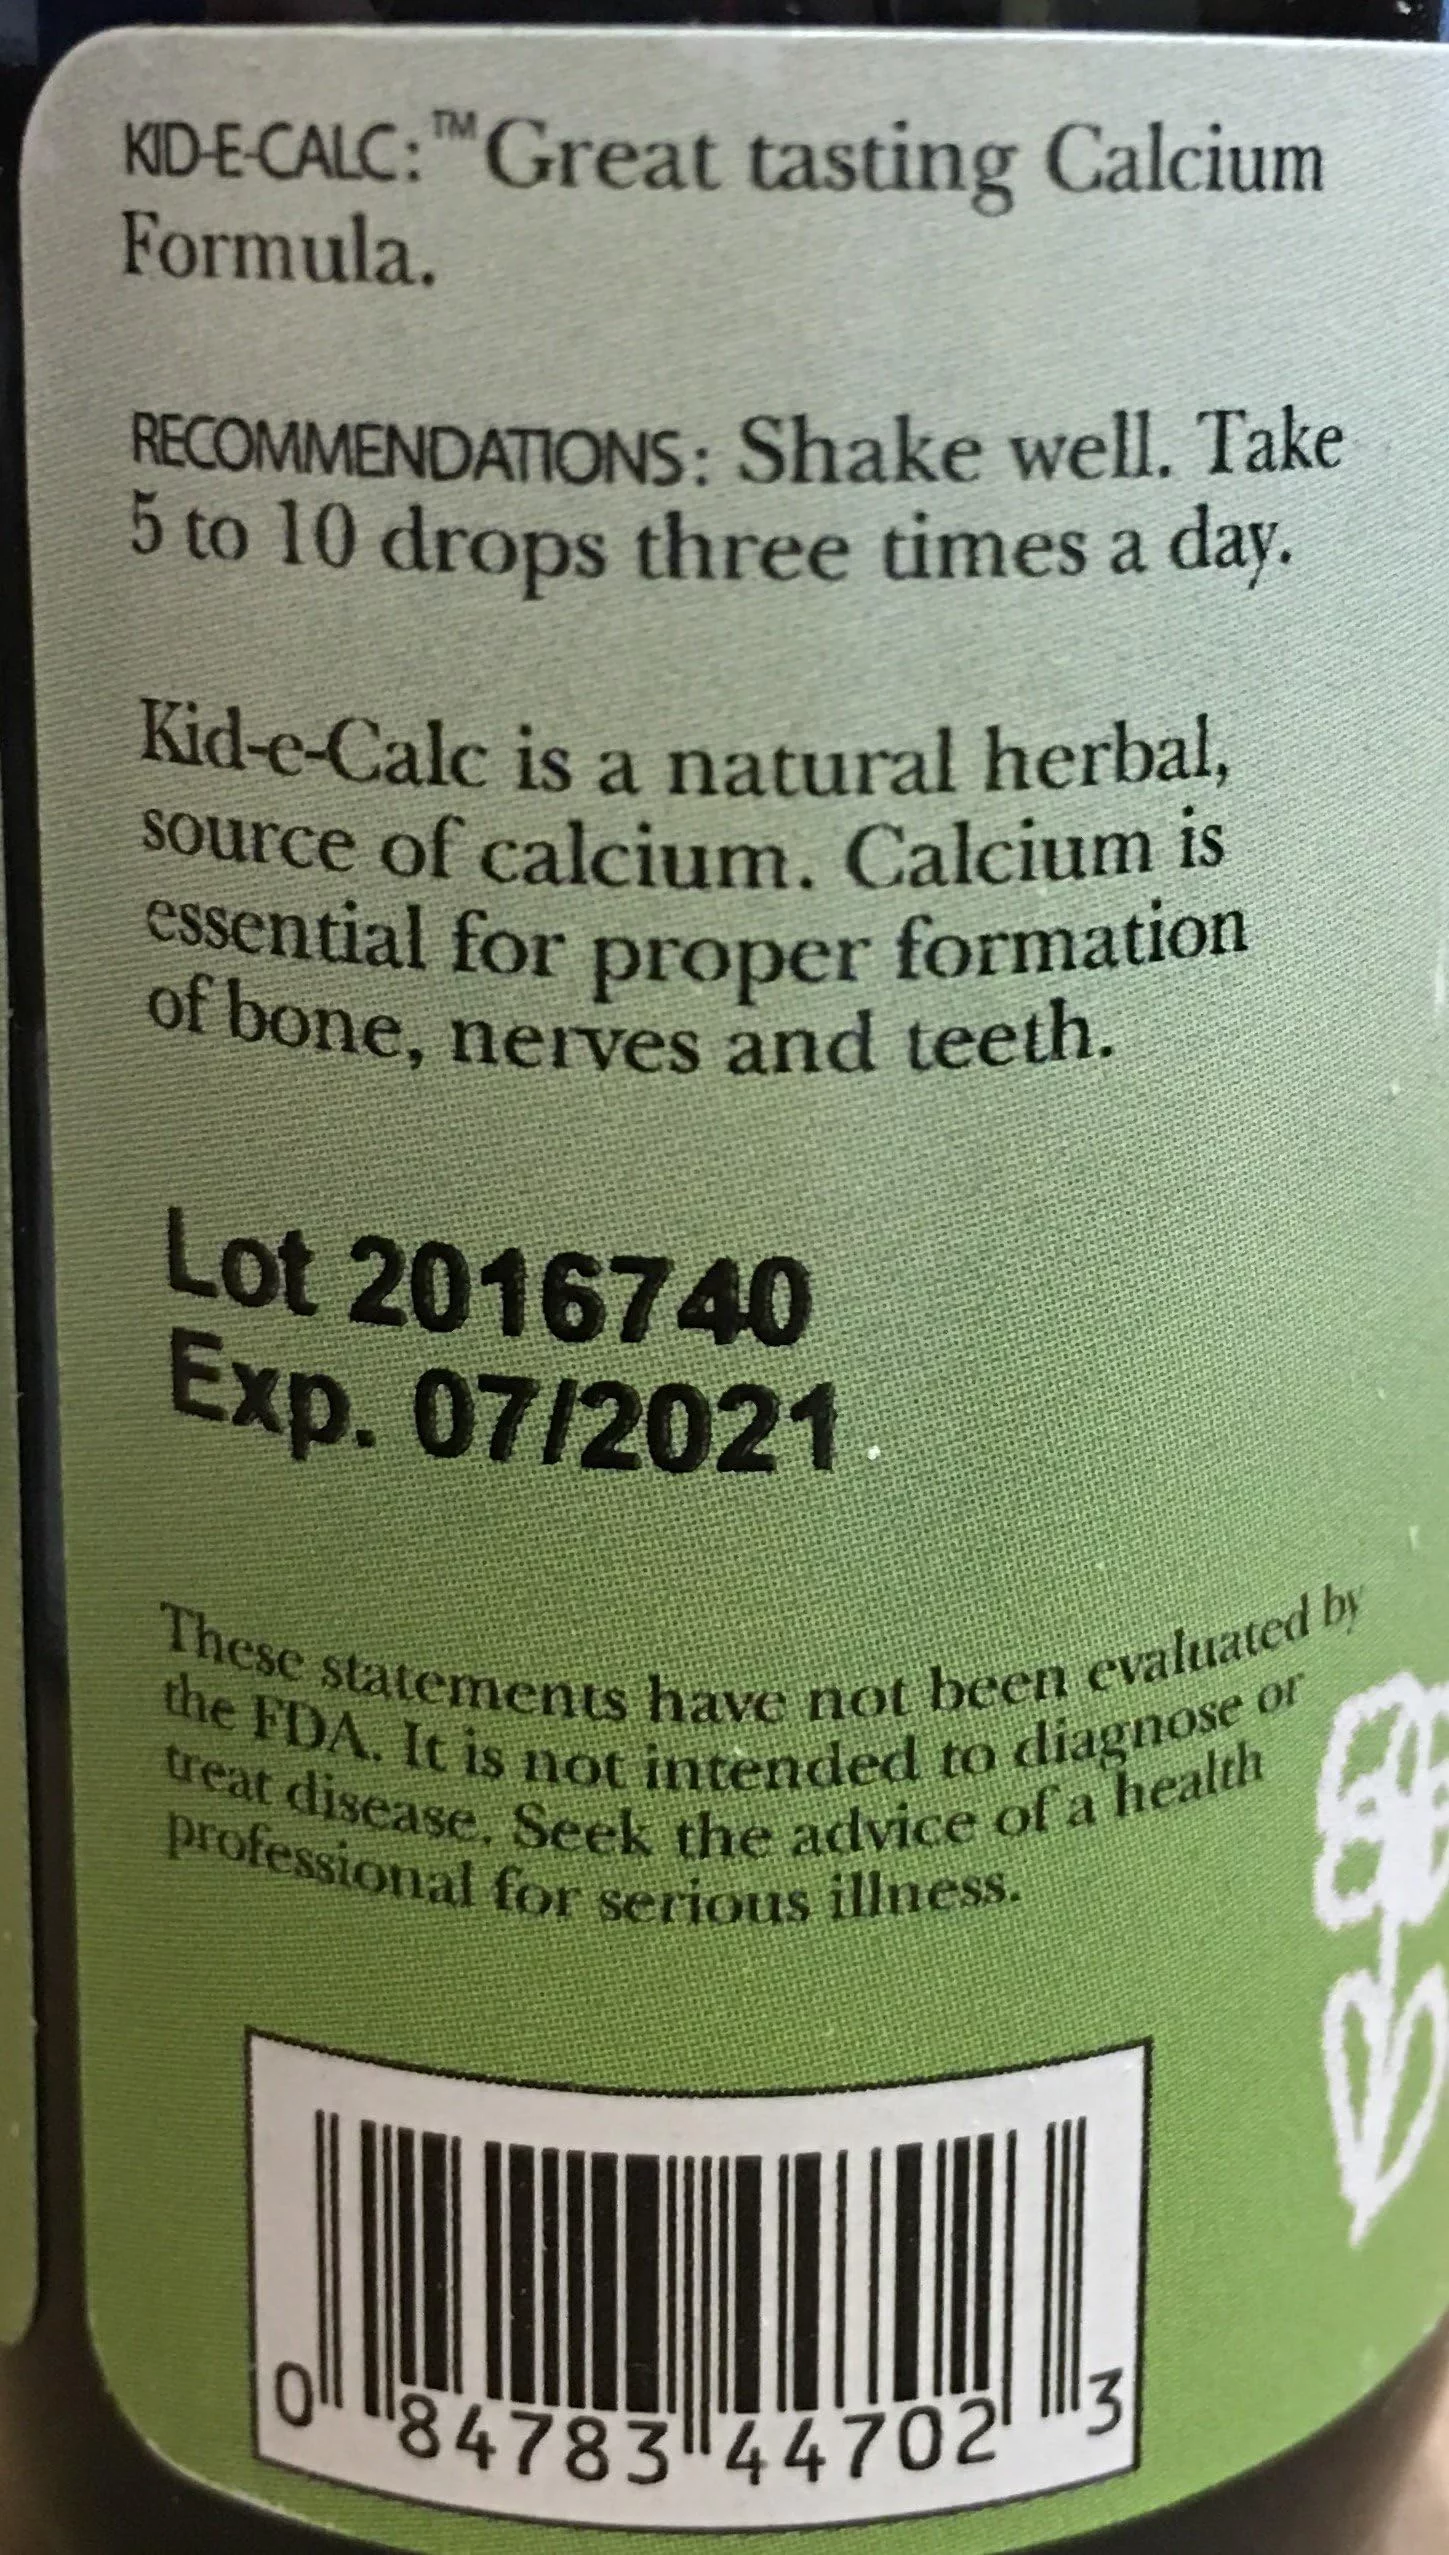 KID-E-CALC:™ Great tasting Calcium
Formula.
RECOMMENDATIONS: Shake well. Take
5 to 10 drops three times a day.
Kid-e-Calc is a natural herbal,
source of calcium. Calcium is
essential for proper formation
of bone, nerves and teeth.
Lot 2016740
Exp. 07/2021
These statements have not been evaluated by
the FDA. It is not intended to diagnose or
treat disease. Seek the advice of a health
professional for serious illness.
0 84783 44702 3